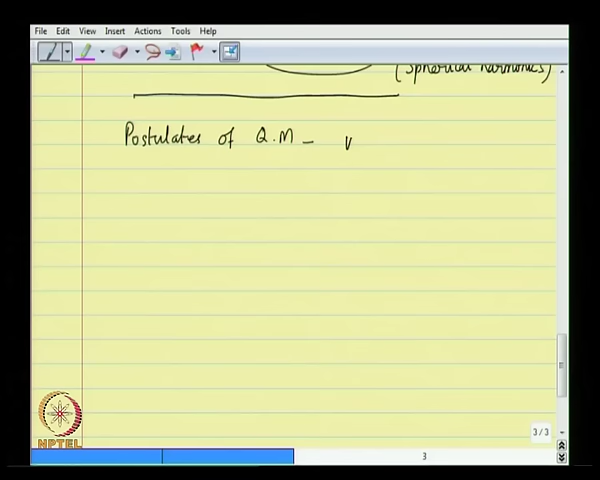 File Edit View Insert Actions Tools Help
(Spherical harmonics)
Postulates of Q.M –
3/3
NPTEL
3